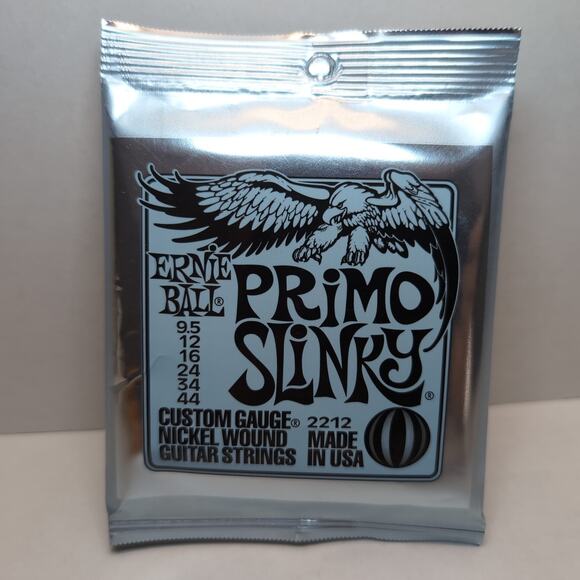 ERNIE
BALL®
PRiMO
SLiNKY®
9.5
12
16
24
34
44
CUSTOM GAUGE®
NICKEL WOUND
GUITAR STRINGS
2212
MADE
IN USA